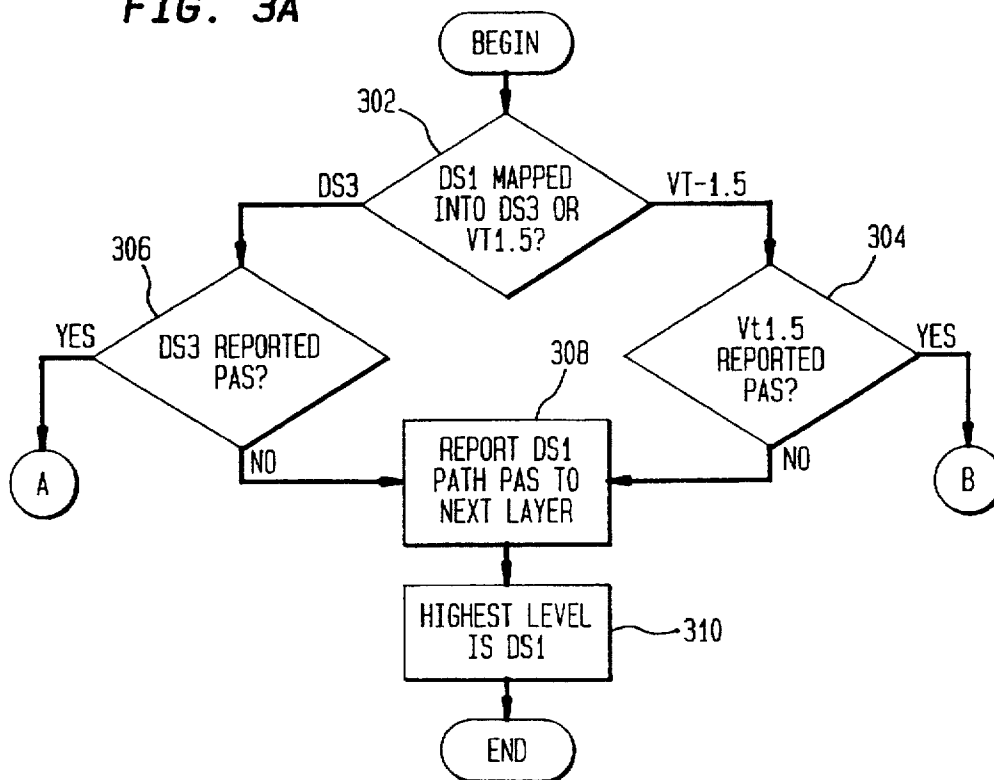 FIG. 3A
BEGIN
302
DS1 MAPPED
INTO DS3 OR
VT1.5?
DS3
VT-1.5
306
304
YES
DS3 REPORTED
PAS?
Vt1.5
REPORTED
PAS?
YES
308
NO
NO
A
REPORT DS1
PATH PAS TO
NEXT LAYER
B
HIGHEST LEVEL
IS DS1
310
END